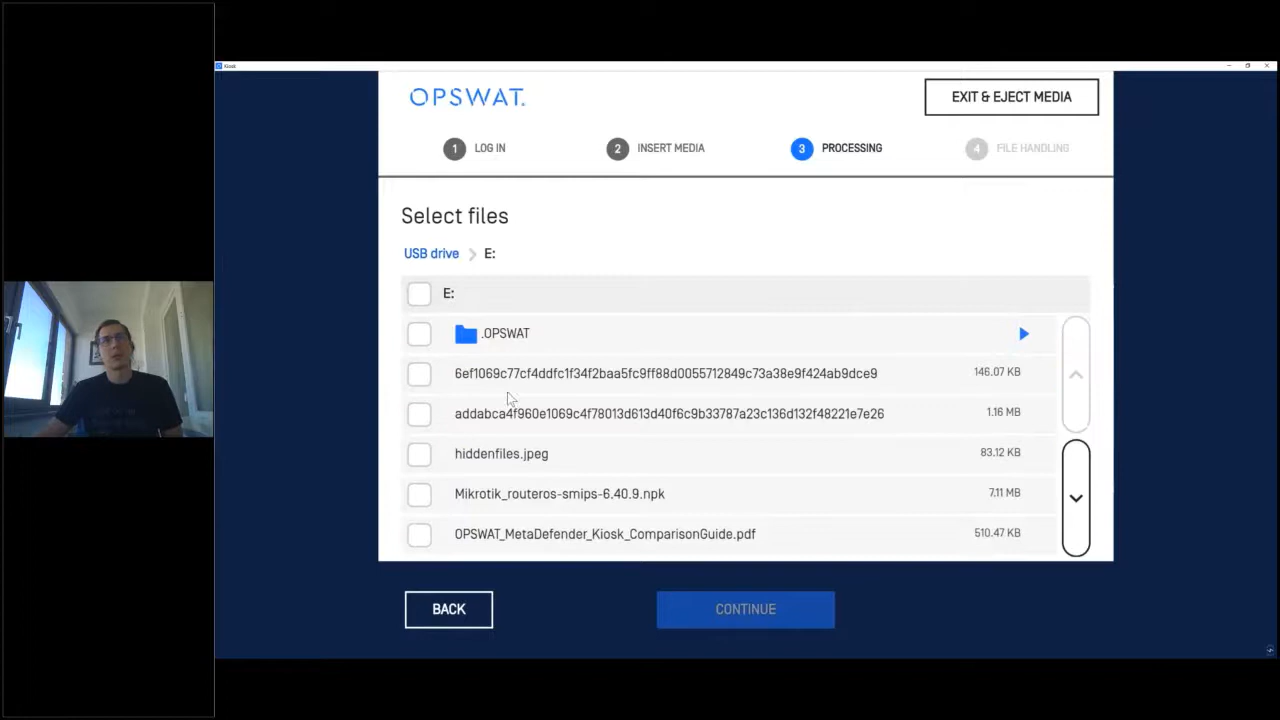 Kiosk
OPSWAT.
EXIT & EJECT MEDIA
1 LOG IN
2 INSERT MEDIA
3 PROCESSING
4 FILE HANDLING
Select files
USB drive E:
E:
.OPSWAT
6ef1069c77cf4ddfc1f34f2baa5fc9ff88d0055712849c73a38e9f424ab9dce9 146.07 KB
addabca4f960e1069c4f78013d613d40f6c9b33787a23c136d132f48221e7e26 1.16 MB
hiddenfiles.jpeg 83.12 KB
Mikrotik_routeros-smips-6.40.9.npk 7.11 MB
OPSWAT_MetaDefender_Kiosk_ComparisonGuide.pdf 510.47 KB
BACK
CONTINUE